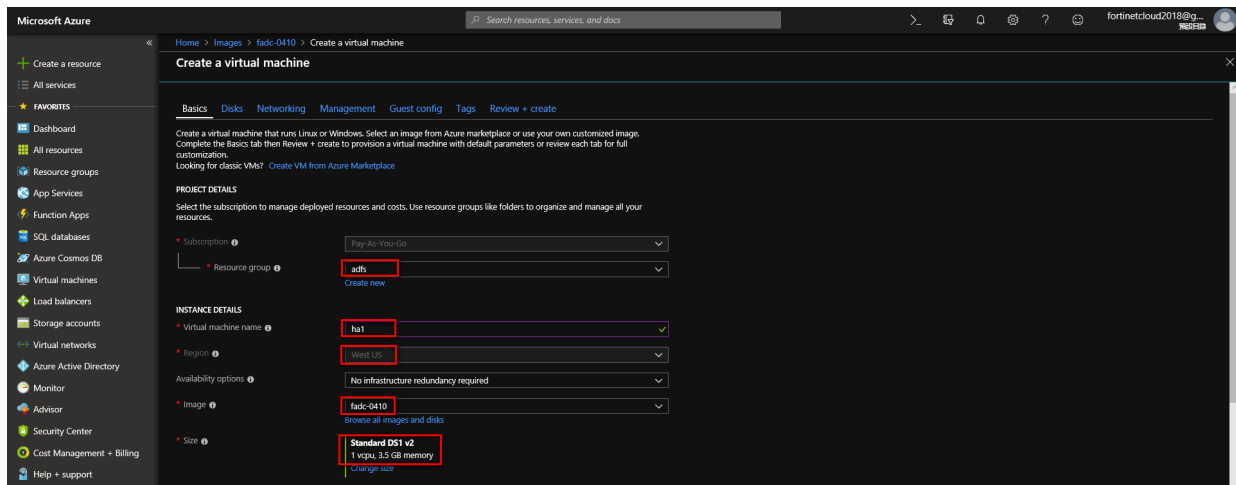 Microsoft Azure
Search resources, services, and docs
fortinetcloud2018@g...
預設目錄
Home > Images > fadc-0410 > Create a virtual machine
Create a virtual machine
Create a resource
All services
FAVORITES
Dashboard
All resources
Resource groups
App Services
Function Apps
SQL databases
Azure Cosmos DB
Virtual machines
Load balancers
Storage accounts
Virtual networks
Azure Active Directory
Monitor
Advisor
Security Center
Cost Management + Billing
Help + support
Basics Disks Networking Management Guest config Tags Review + create
Create a virtual machine that runs Linux or Windows. Select an image from Azure marketplace or use your own customized image.
Complete the Basics tab then Review + create to provision a virtual machine with default parameters or review each tab for full
customization.
Looking for classic VMs? Create VM from Azure Marketplace
PROJECT DETAILS
Select the subscription to manage deployed resources and costs. Use resource groups like folders to organize and manage all your
resources.
* Subscription Pay-As-You-Go
* Resource group adfs
Create new
INSTANCE DETAILS
* Virtual machine name ha1
* Region West US
Availability options No infrastructure redundancy required
* Image fadc-0410
Browse all images and disks
* Size Standard DS1 v2
1 vcpu, 3.5 GB memory
Change size